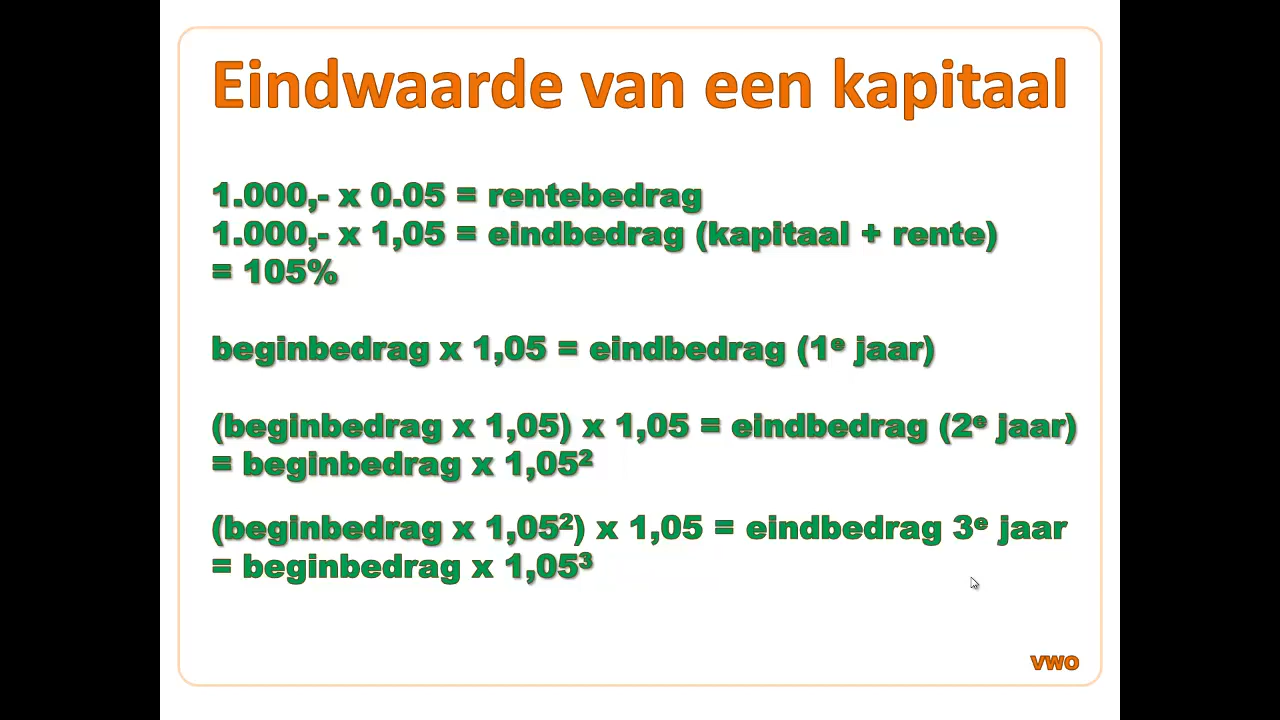 Eindwaarde van een kapitaal
1.000,- x 0.05 = rentebedrag
1.000,- x 1,05 = eindbedrag (kapitaal + rente)
= 105%
beginbedrag x 1,05 = eindbedrag (1ᵉ jaar)
(beginbedrag x 1,05) x 1,05 = eindbedrag (2ᵉ jaar)
= beginbedrag x 1,05²
(beginbedrag x 1,05²) x 1,05 = eindbedrag 3ᵉ jaar
= beginbedrag x 1,05³
VWO